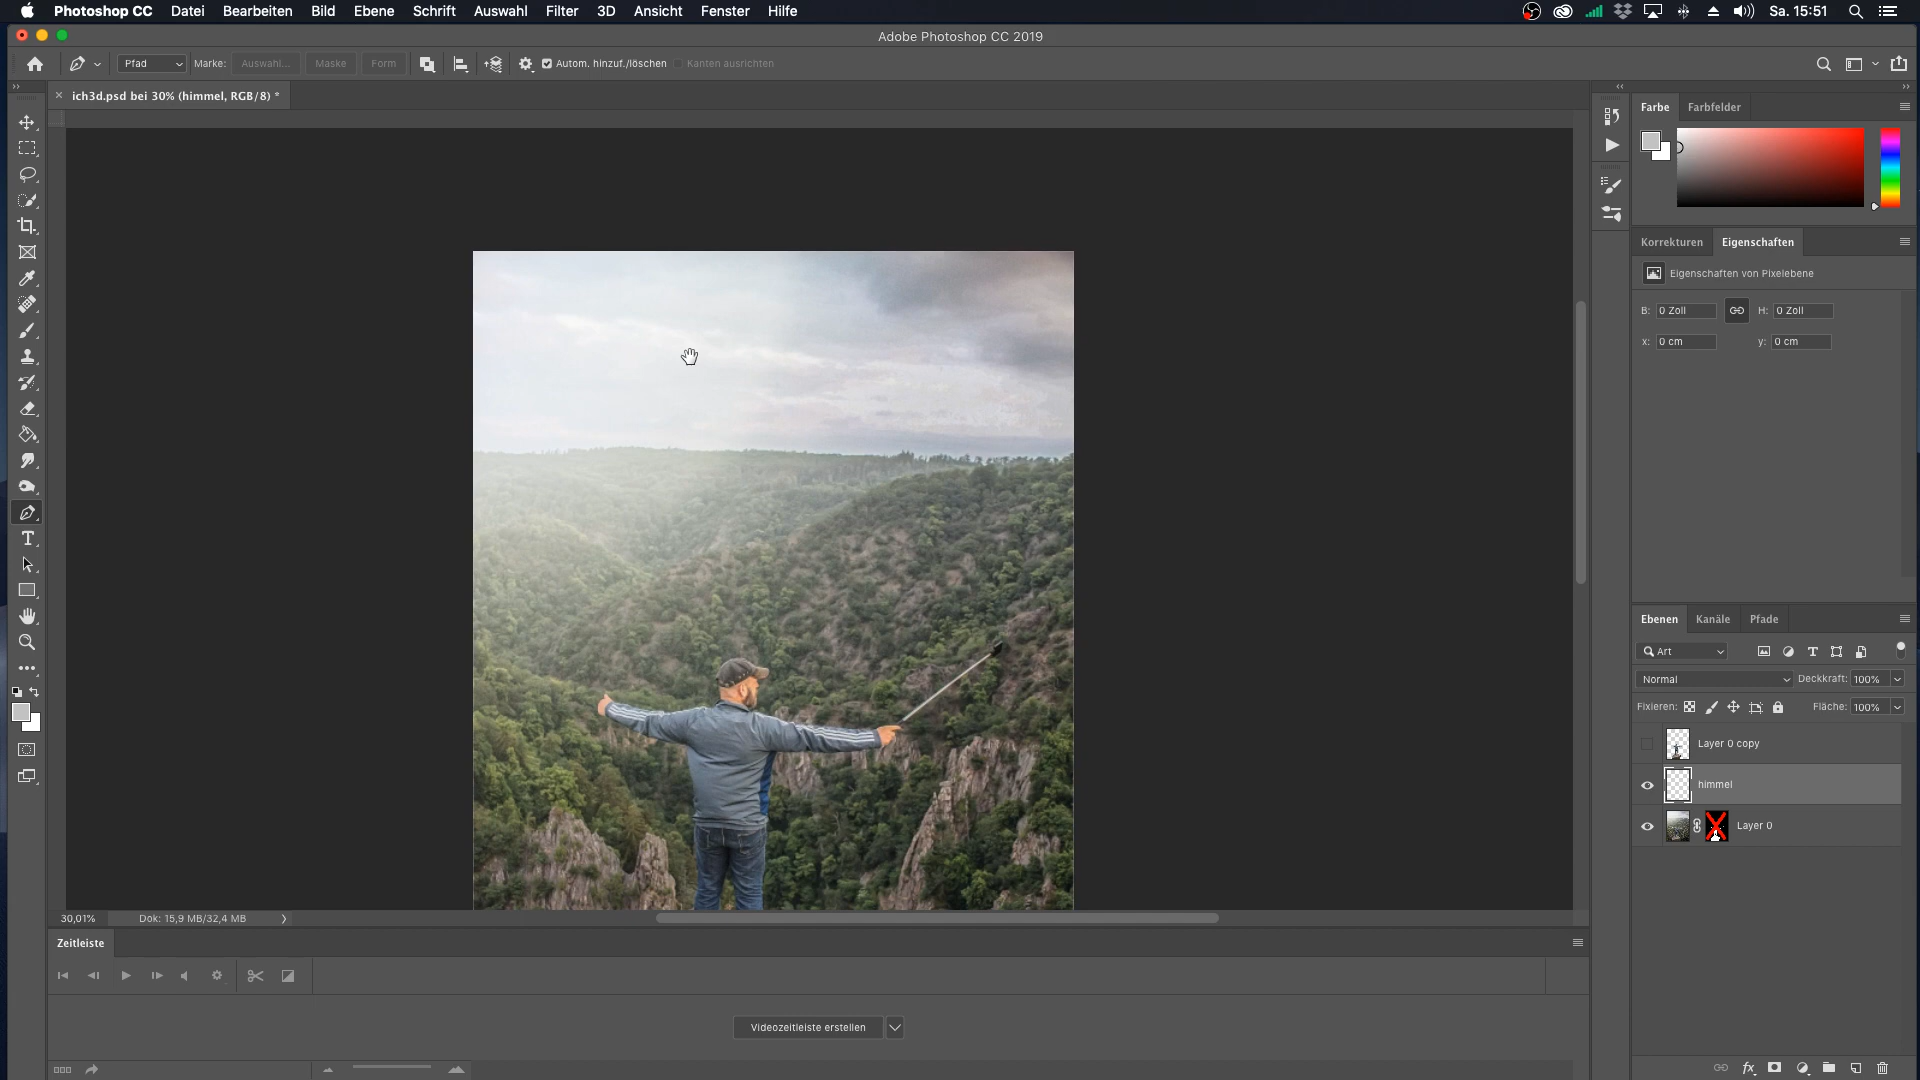 Photoshop CC Datei Bearbeiten Bild Ebene Schrift Auswahl Filter 3D Ansicht Fenster Hilfe Sa. 15:51
Adobe Photoshop CC 2019
Pfad Marke: Auswahl... Maske Form Autom. hinzuf./löschen Kanten ausrichten
ich3d.psd bei 30% (himmel, RGB/8) *
Farbe Farbfelder
Korrekturen Eigenschaften
Eigenschaften von Pixelebene
B: 0 Zoll H: 0 Zoll
x: 0 cm y: 0 cm
Ebenen Kanäle Pfade
Art
Normal Deckkraft: 100%
Fixieren: Fläche: 100%
Layer 0 copy
himmel
Layer 0
30,01% Dok: 15,9 MB/32,4 MB
Zeitleiste
Videozeitleiste erstellen